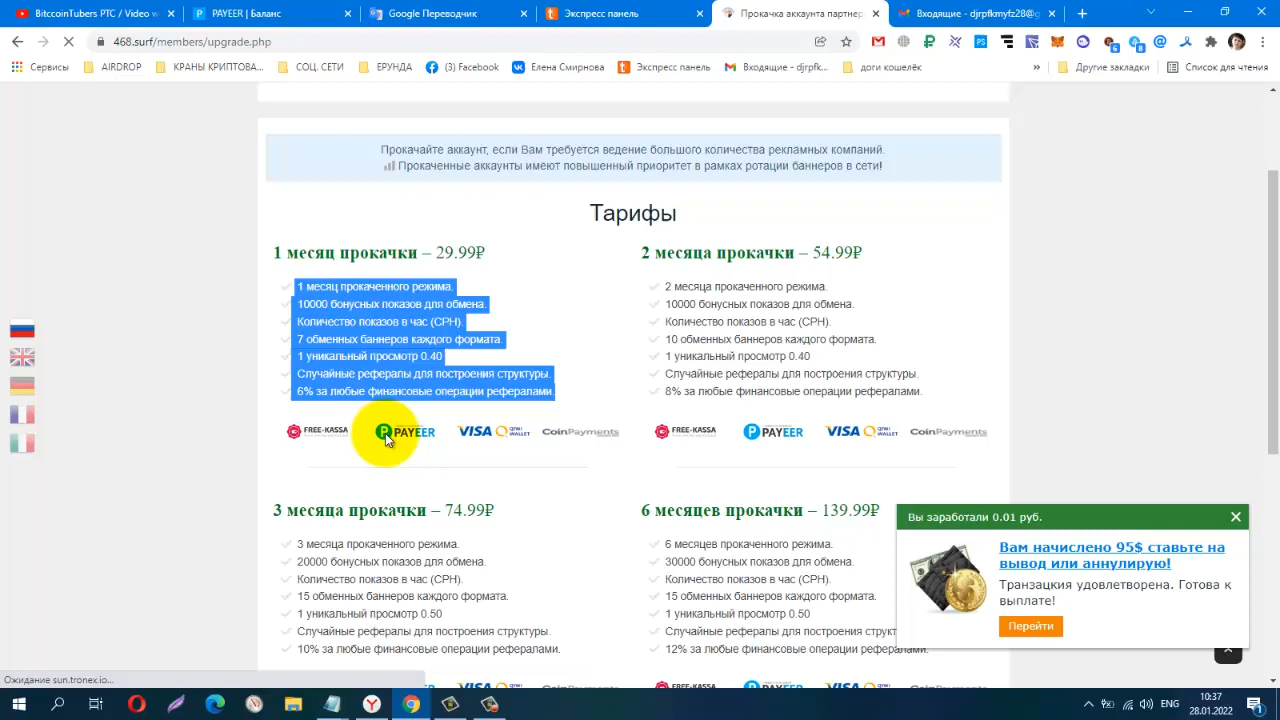 BitccoinTubers PTC / Video w
PAYEER | Баланс
Google Переводчик
Экспресс панель
Прокачка аккаунта партнер
Входящие - djrpfkmyfz28@g
468.surf/members/upgrade.php
Сервисы
AIRDROP
КРАНЫ КРИПТОВА...
СОЦ. СЕТИ
ЕРУНДА
(3) Facebook
Елена Смирнова
Экспресс панель
Входящие - djrpfkj...
доги кошелёк
»
Другие закладки
Список для чтения
Прокачайте аккаунт, если Вам требуется ведение большого количества рекламных компаний.
Прокаченные аккаунты имеют повышенный приоритет в рамках ротации баннеров в сети!
Тарифы
1 месяц прокачки – 29.99₽
1 месяц прокаченного режима.
10000 бонусных показов для обмена.
Количество показов в час (CPH).
7 обменных баннеров каждого формата.
1 уникальный просмотр 0.40
Случайные рефералы для построения структуры.
6% за любые финансовые операции рефералами.
FREE-KASSA
PAYEER
VISA QIWI WALLET
CoinPayments
2 месяца прокачки – 54.99₽
2 месяца прокаченного режима.
10000 бонусных показов для обмена.
Количество показов в час (CPH).
10 обменных баннеров каждого формата.
1 уникальный просмотр 0.40
Случайные рефералы для построения структуры.
8% за любые финансовые операции рефералами.
FREE-KASSA
PAYEER
VISA QIWI WALLET
CoinPayments
3 месяца прокачки – 74.99₽
3 месяца прокаченного режима.
20000 бонусных показов для обмена.
Количество показов в час (CPH).
15 обменных баннеров каждого формата.
1 уникальный просмотр 0.50
Случайные рефералы для построения структуры.
10% за любые финансовые операции рефералами.
6 месяцев прокачки – 139.99₽
6 месяцев прокаченного режима.
30000 бонусных показов для обмена.
Количество показов в час (CPH).
15 обменных баннеров каждого формата.
1 уникальный просмотр 0.50
Случайные рефералы для построения структ
12% за любые финансовые операции рефералами.
Вы заработали 0.01 руб.
Вам начислено 95$ ставьте на
вывод или аннулирую!
Транзакция удовлетворена. Готова к
выплате!
Перейти
Ожидание sun.tronex.io...
ENG
10:37
28.01.2022